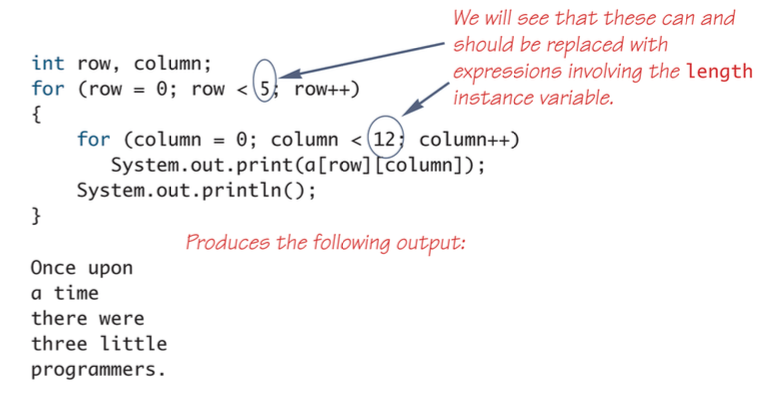 We will see that these can and
should be replaced with
expressions involving the length
instance variable.
int row, column;
for (row = 0; row < 5; row++)
{
    for (column = 0; column < 12; column++)
        System.out.print(a[row][column]);
    System.out.println();
}
Produces the following output:
Once upon
a time
there were
three little
programmers.